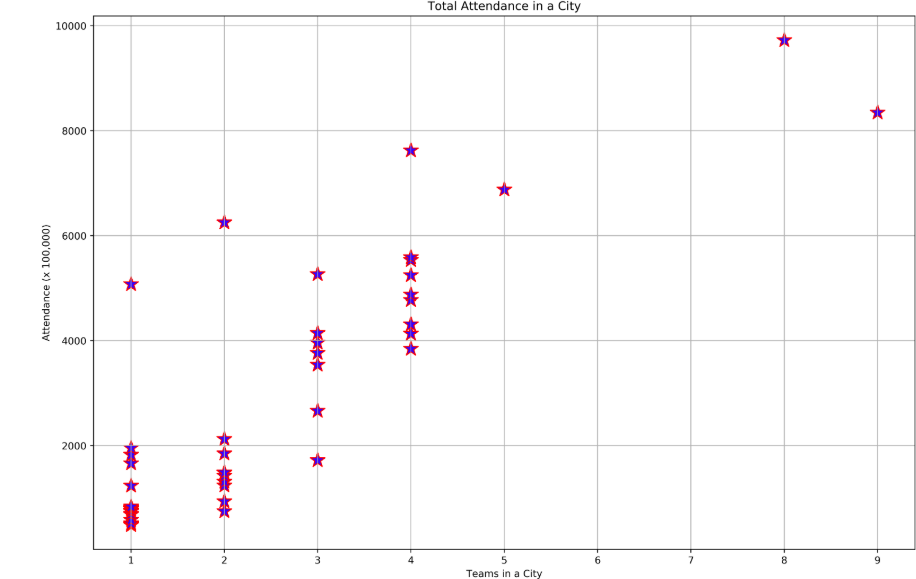 Total Attendance in a City
10000
8000
6000
4000
2000
Attendance (x 100,000)
1 2 3 4 5 6 7 8 9
Teams in a City